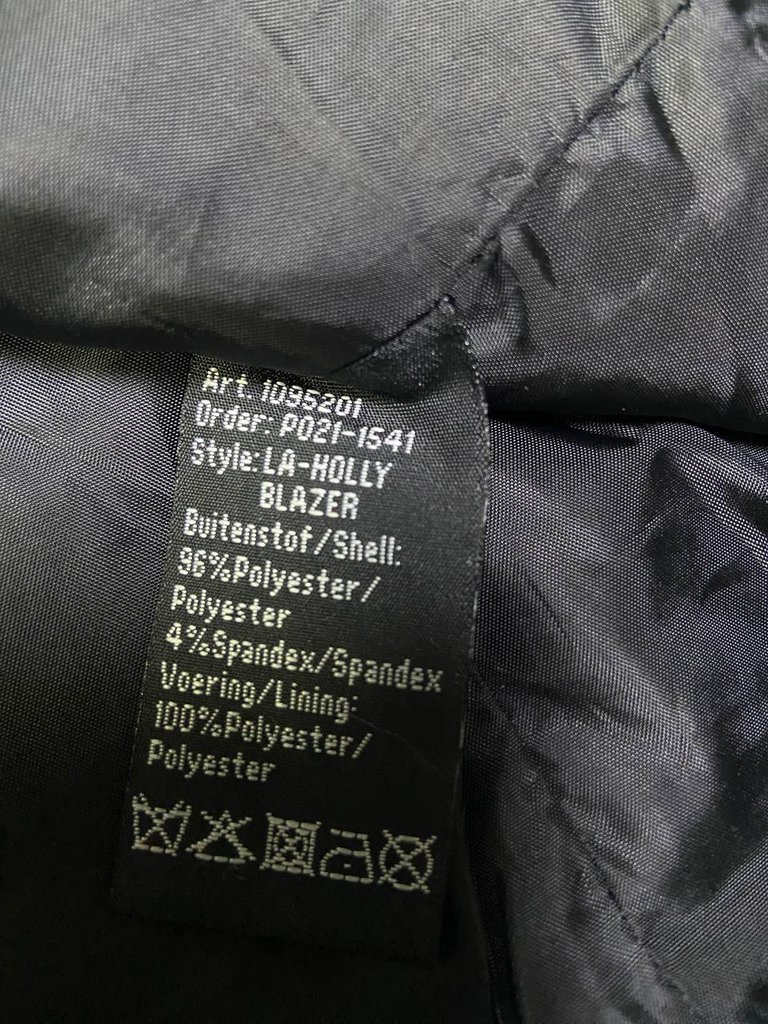 Art. 1095201
Order: PO21-1541
Style: LA-HOLLY
BLAZER
Buitenstof/Shell:
96%Polyester/
Polyester
4%Spandex/Spandex
Voering/Lining:
100%Polyester/
Polyester